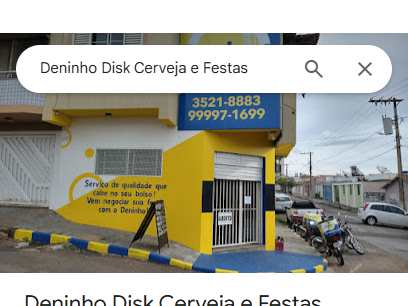 Deninho Disk Cerveja e Festas
3521-8883
99997-1699
Serviço de qualidade que
cabe no seu bolso!
Vem negociar sua
com o Deninho!
ABERTO
Deninho Disk Cerveja e Festas